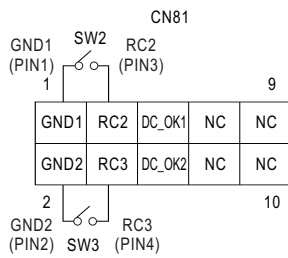 CN81
SW2
GND1 RC2
(PIN1) (PIN3)
1 9
GND1 RC2 DC_OK1 NC NC
GND2 RC3 DC_OK2 NC NC
2 10
GND2 RC3
(PIN2) SW3 (PIN4)